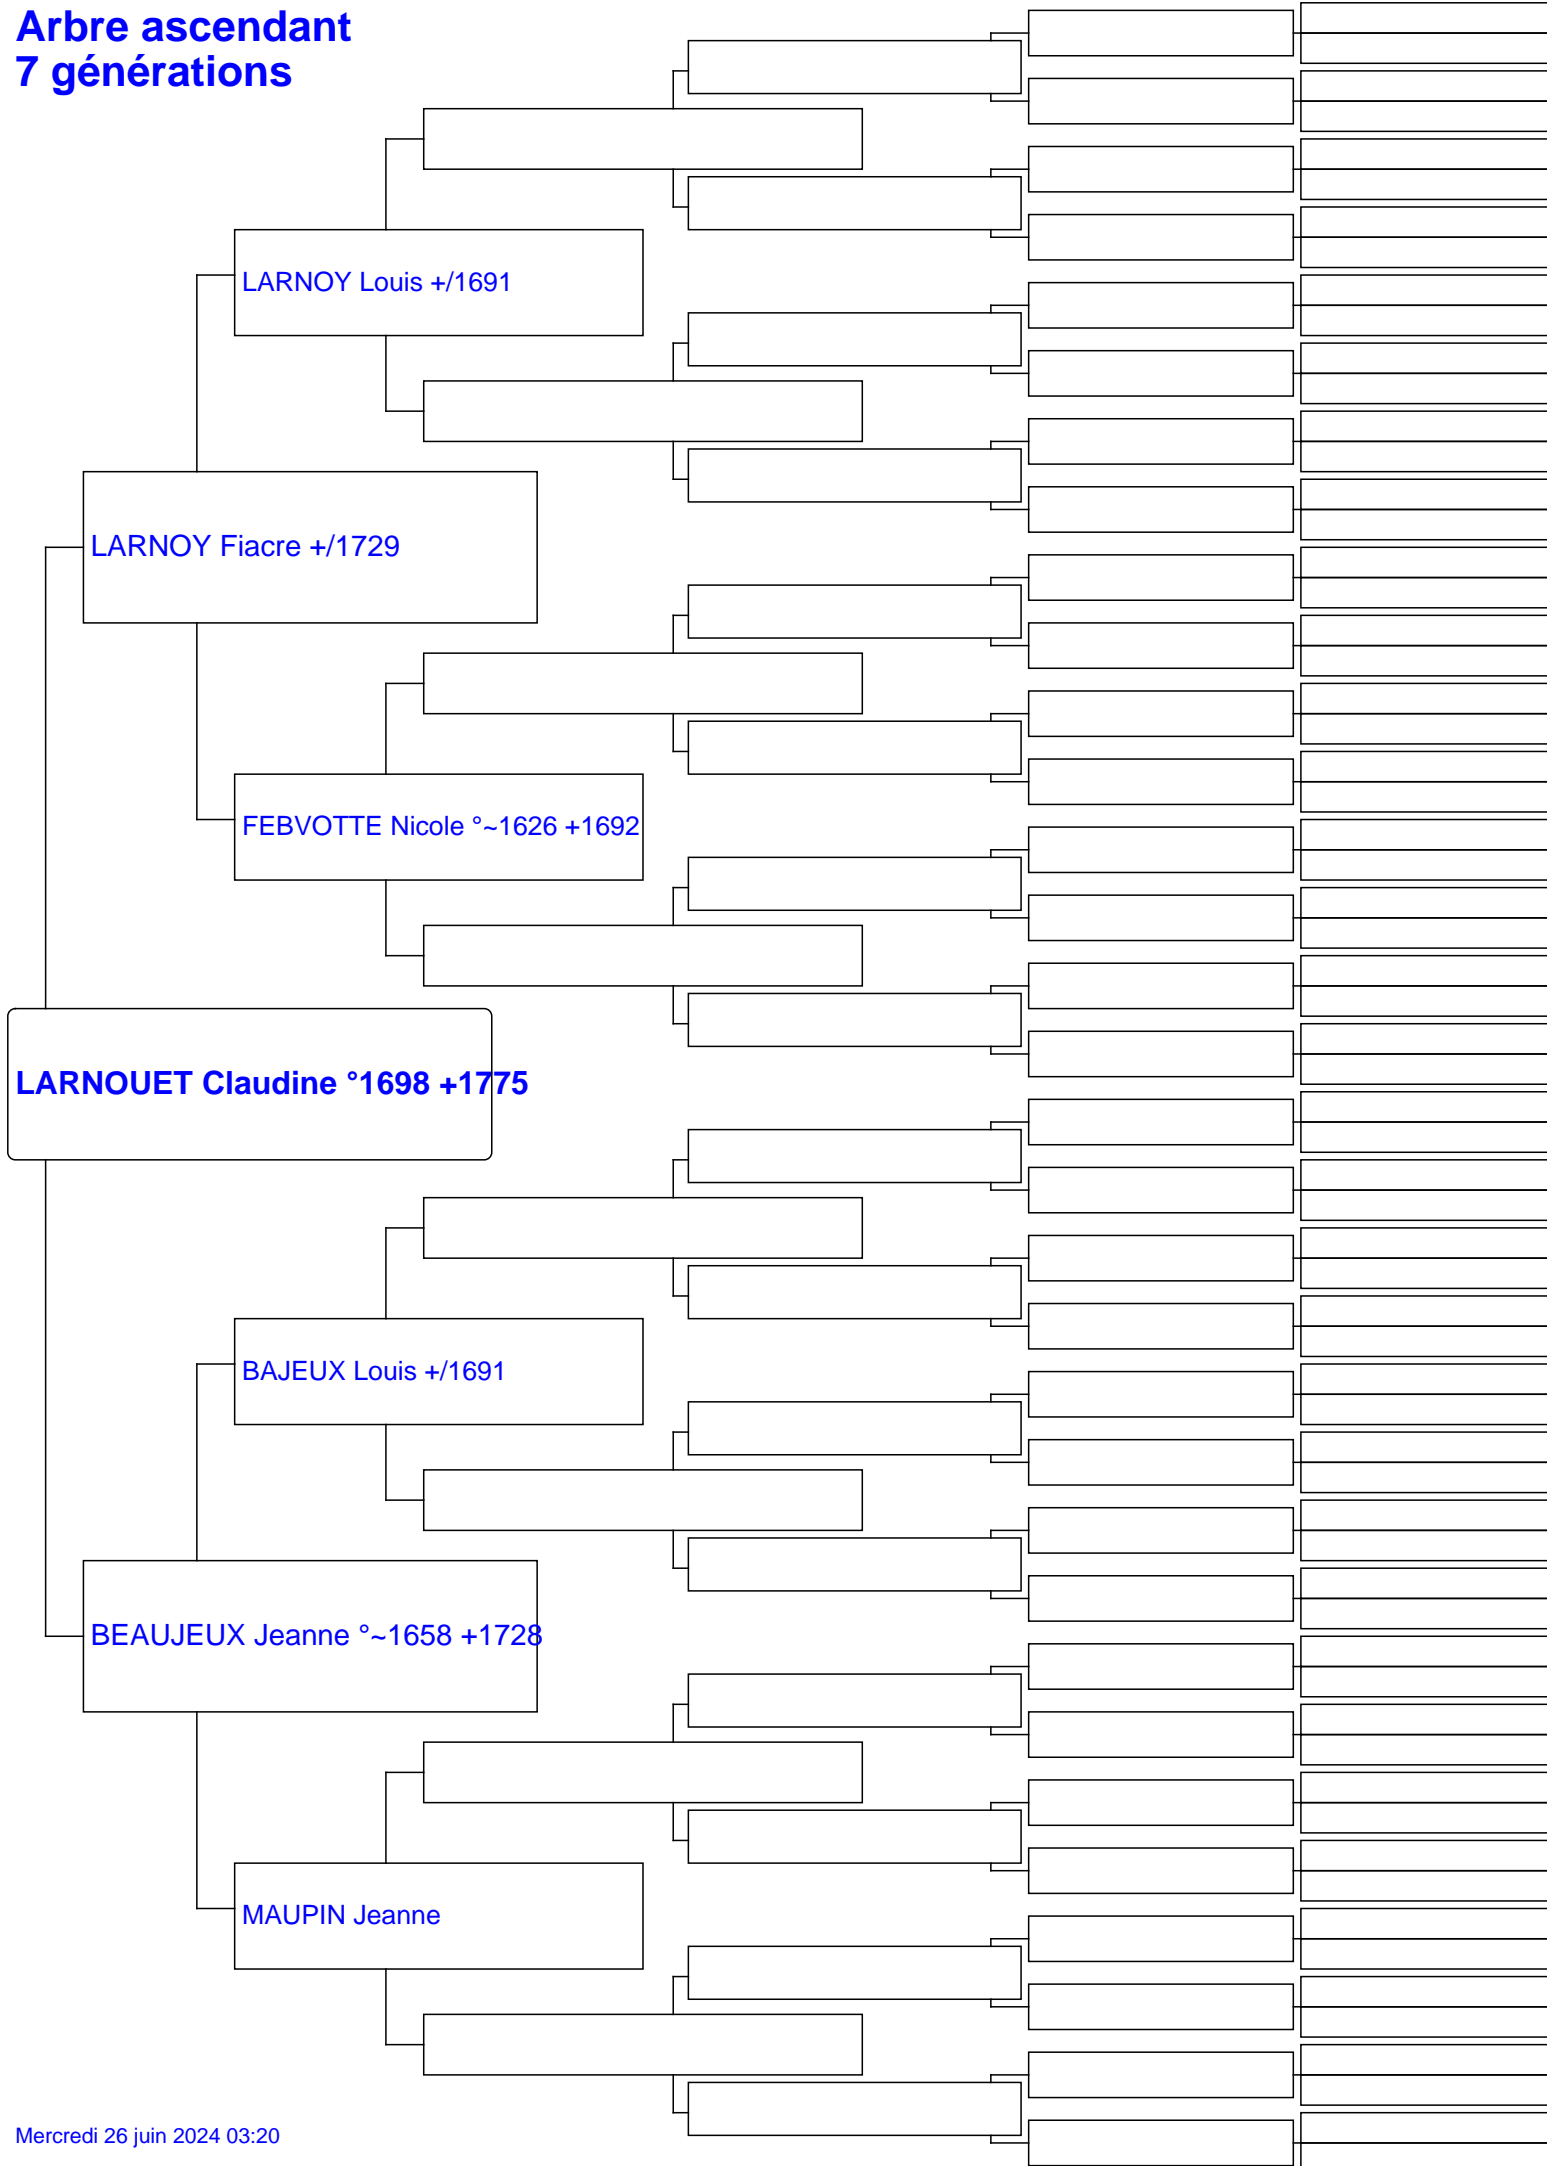 Arbre ascendant
7 générations
LARNOY Louis +/1691
LARNOY Fiacre +/1729
FEBVOTTE Nicole °~1626 +1692
LARNOUET Claudine °1698 +1775
BAJEUX Louis +/1691
BEAUJEUX Jeanne °~1658 +1728
MAUPIN Jeanne
Mercredi 26 juin 2024 03:20